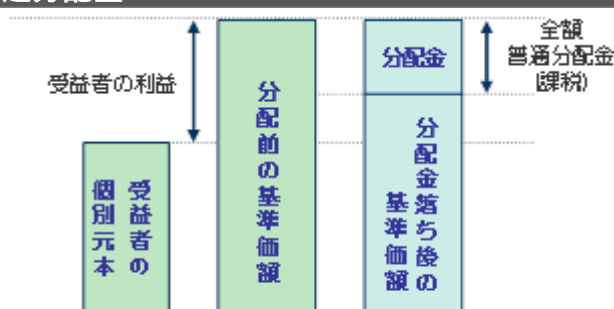 受益者の利益
受益者の
個別元本
分配前の基準価額
分配金
分配金落ち後の
基準価額
全額
普通分配金
(課税)